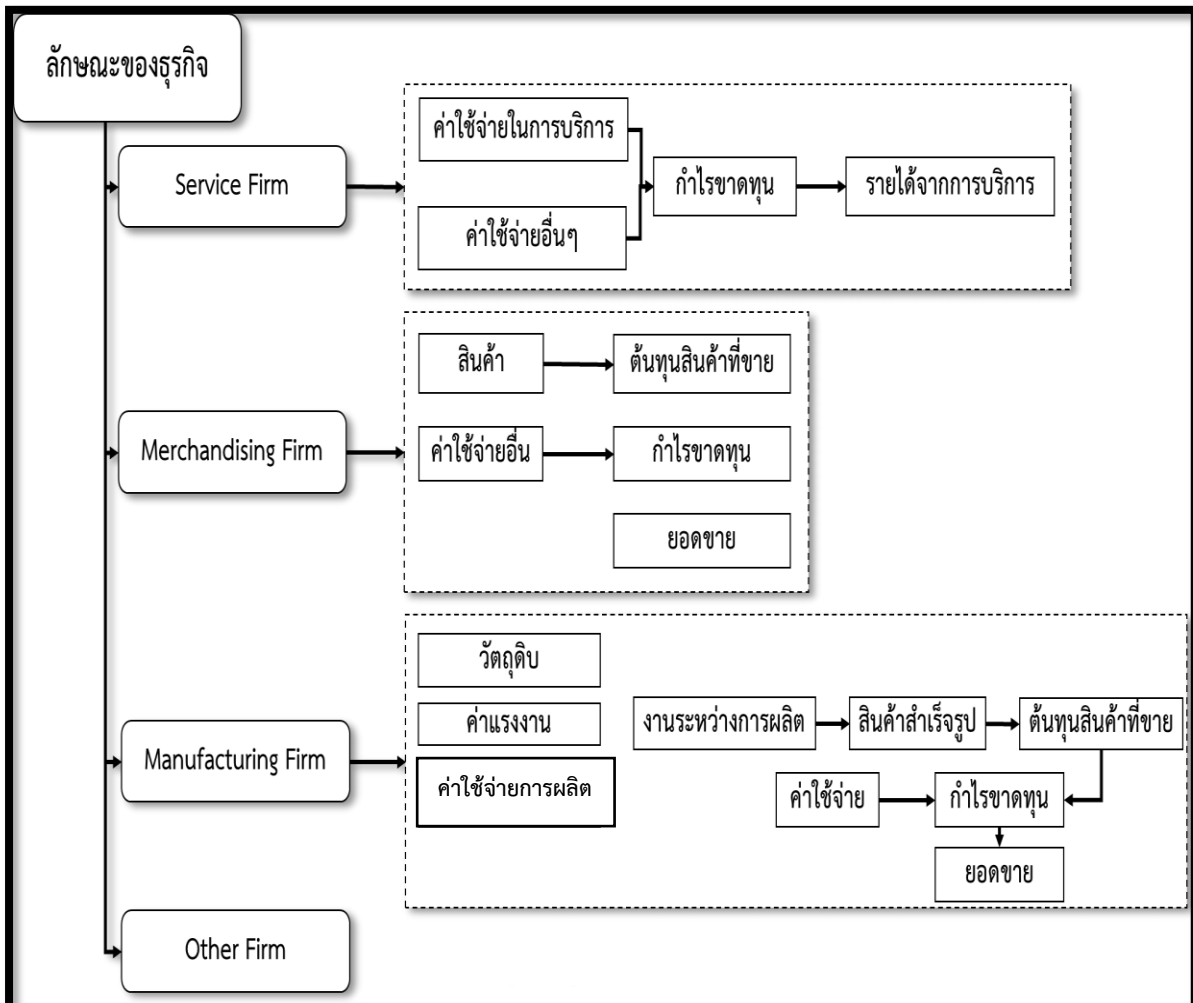 ลักษณะของธุรกิจ
Service Firm
ค่าใช้จ่ายในการบริการ
ค่าใช้จ่ายอื่นๆ
กำไรขาดทุน
รายได้จากการบริการ
Merchandising Firm
สินค้า
ต้นทุนสินค้าที่ขาย
ค่าใช้จ่ายอื่น
กำไรขาดทุน
ยอดขาย
Manufacturing Firm
วัตถุดิบ
ค่าแรงงาน
ค่าใช้จ่ายการผลิต
งานระหว่างการผลิต
สินค้าสำเร็จรูป
ต้นทุนสินค้าที่ขาย
ค่าใช้จ่าย
กำไรขาดทุน
ยอดขาย
Other Firm